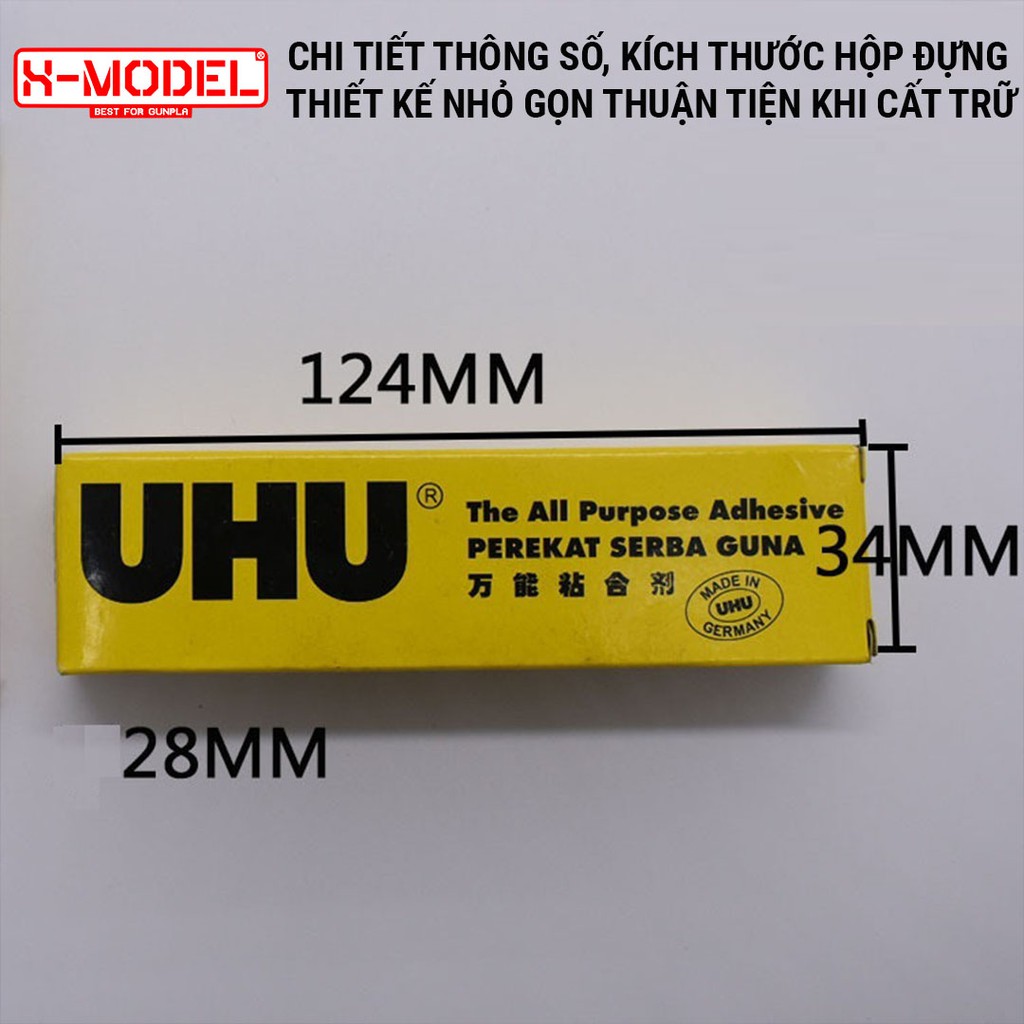 X-MODEL®
BEST FOR GUNPLA
CHI TIẾT THÔNG SỐ, KÍCH THƯỚC HỘP ĐỰNG
THIẾT KẾ NHỎ GỌN THUẬN TIỆN KHI CẤT TRỮ
124MM
UHU®
The All Purpose Adhesive
PEREKAT SERBA GUNA
万能粘合剂
MADE IN
UHU
GERMANY
34MM
28MM